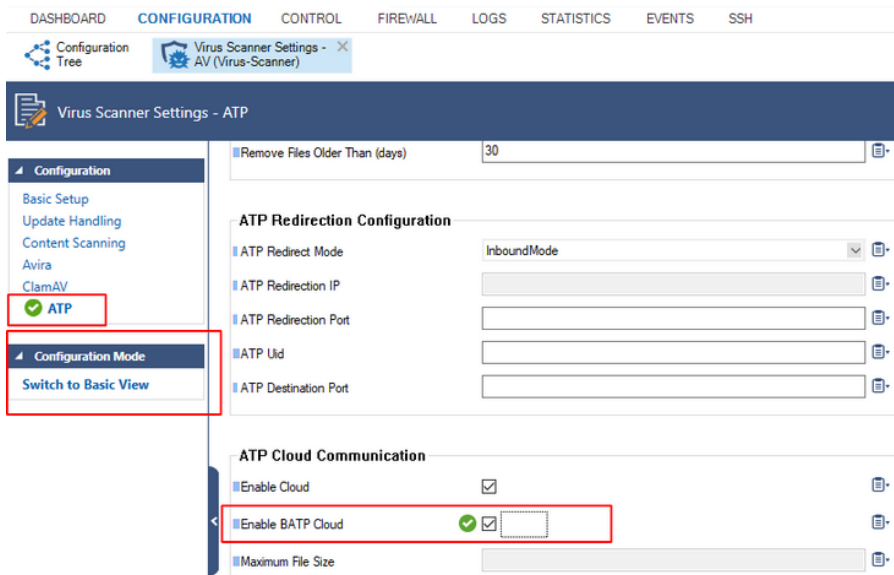 DASHBOARD CONFIGURATION CONTROL FIREWALL LOGS STATISTICS EVENTS SSH
Configuration Tree
Virus Scanner Settings - AV (Virus-Scanner)
Virus Scanner Settings - ATP
Configuration
Basic Setup
Update Handling
Content Scanning
Avira
ClamAV
ATP
Configuration Mode
Switch to Basic View
Remove Files Older Than (days) 30
ATP Redirection Configuration
ATP Redirect Mode InboundMode
ATP Redirection IP
ATP Redirection Port
ATP Uid
ATP Destination Port
ATP Cloud Communication
Enable Cloud
Enable BATP Cloud
Maximum File Size